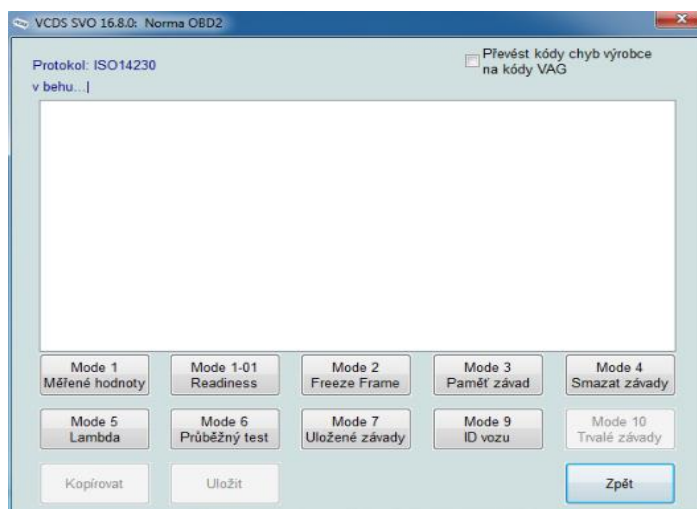 VCDS SVO 16.8.0: Norma OBD2
Protokol: ISO14230
Převést kódy chyb výrobce
na kódy VAG
v behu...|
Mode 1
Měřené hodnoty
Mode 1-01
Readiness
Mode 2
Freeze Frame
Mode 3
Paměť závad
Mode 4
Smazat závady
Mode 5
Lambda
Mode 6
Průběžný test
Mode 7
Uložené závady
Mode 9
ID vozu
Mode 10
Trvalé závady
Kopírovat
Uložit
Zpět